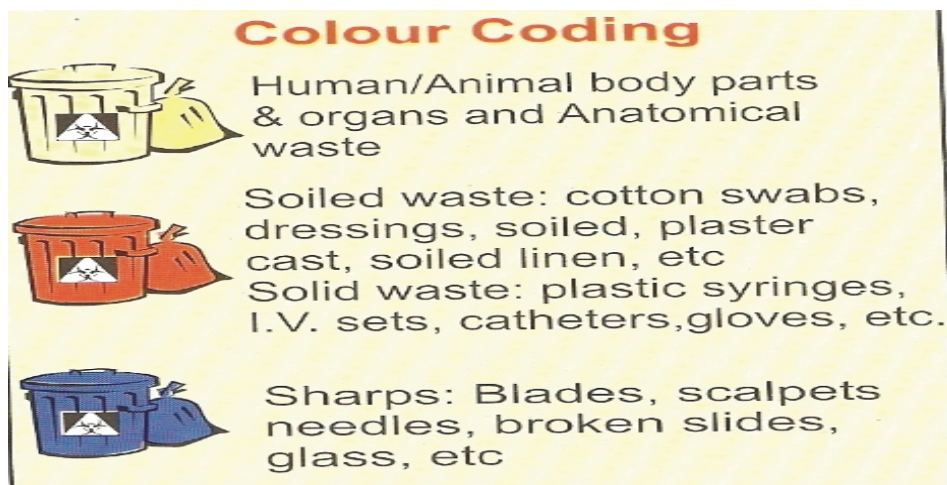 Colour Coding
Human/Animal body parts
& organs and Anatomical
waste
Soiled waste: cotton swabs,
dressings, soiled, plaster
cast, soiled linen, etc
Solid waste: plastic syringes,
I.V. sets, catheters,gloves, etc.
Sharps: Blades, scalpets
needles, broken slides,
glass, etc